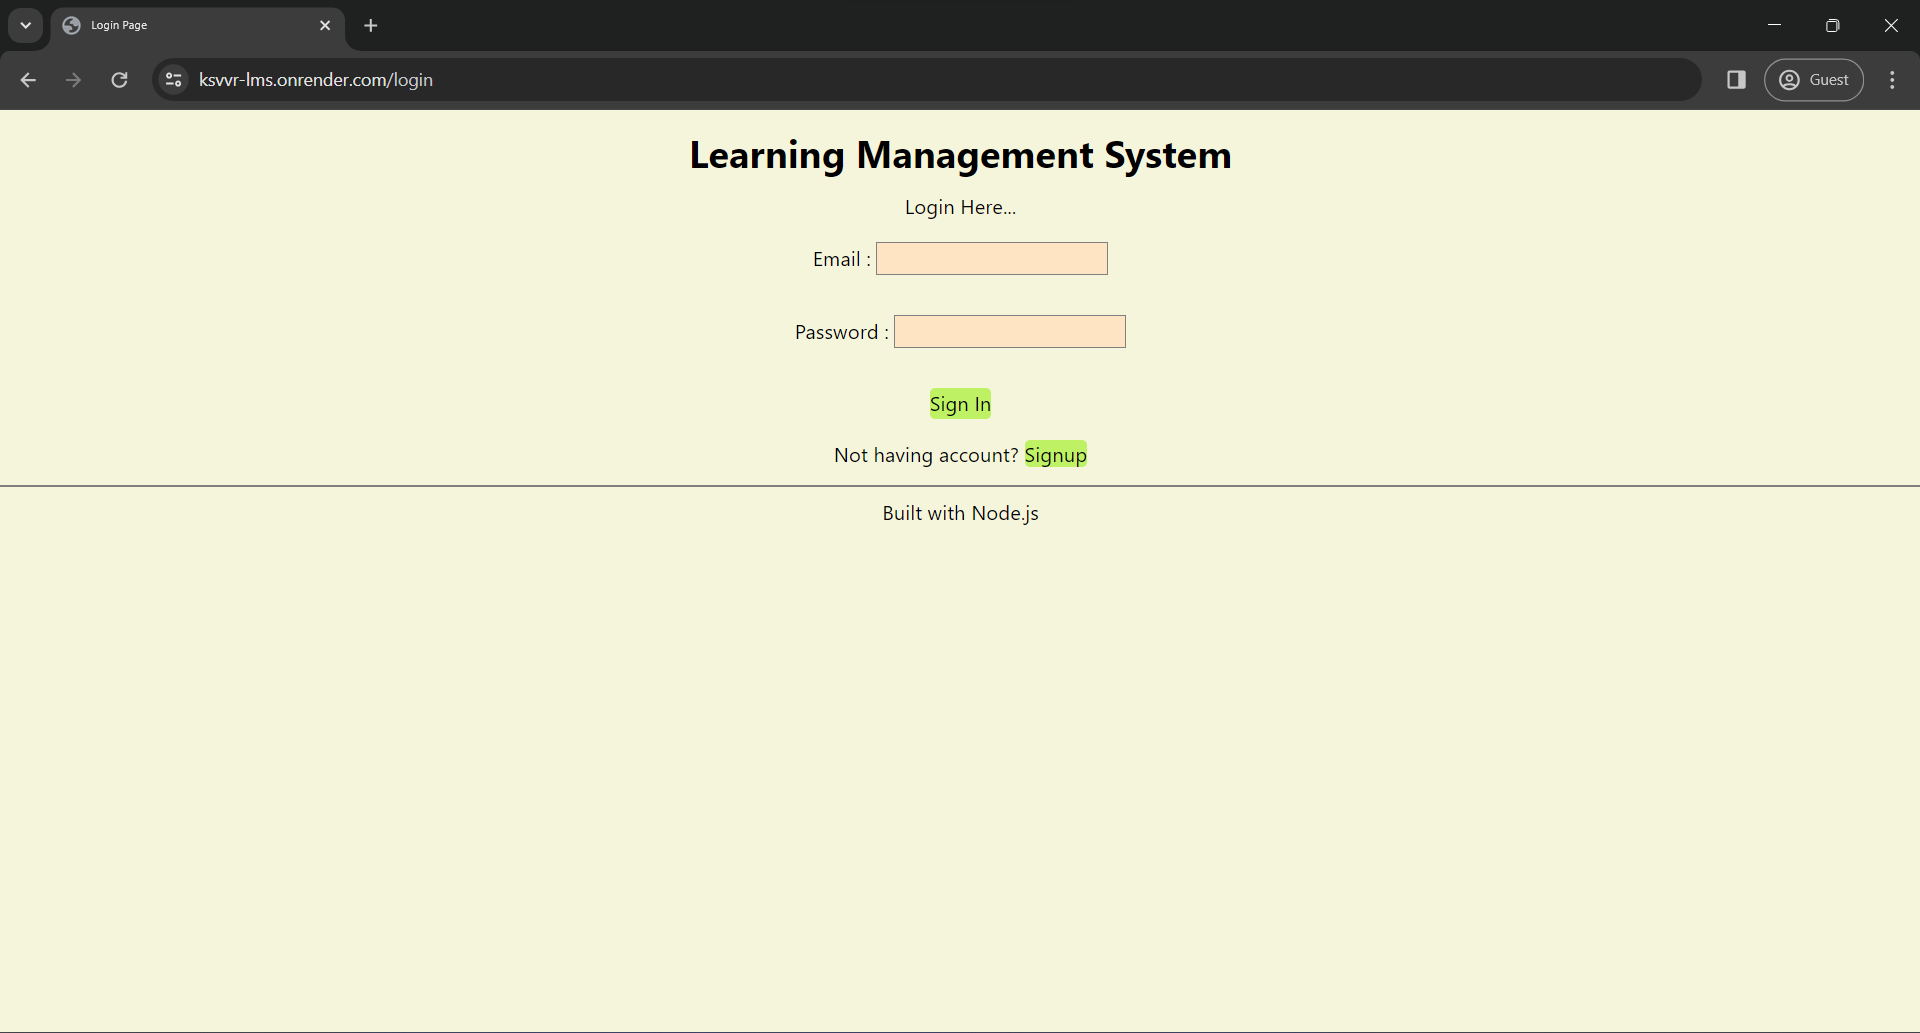 Login Page
ksvvr-lms.onrender.com/login
Guest
Learning Management System
Login Here...
Email :
Password :
Sign In
Not having account? Signup
Built with Node.js